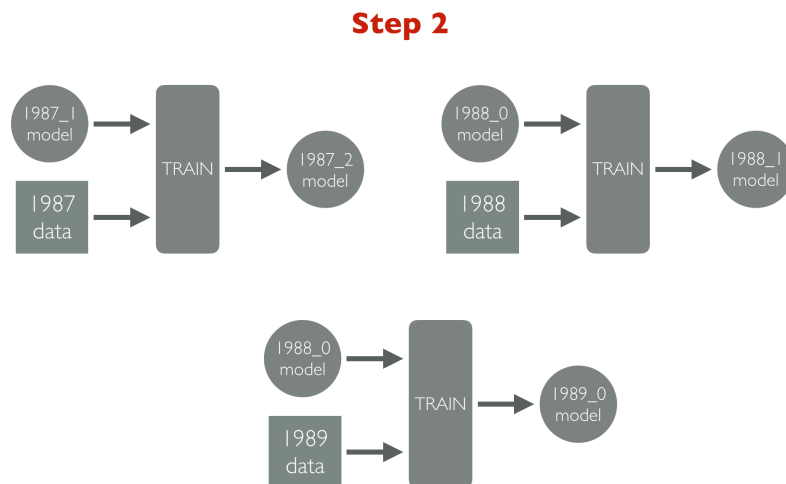 Step 2
1987_1
model
1987
data
TRAIN
1987_2
model
1988_0
model
1988
data
TRAIN
1988_1
model
1988_0
model
1989
data
TRAIN
1989_0
model